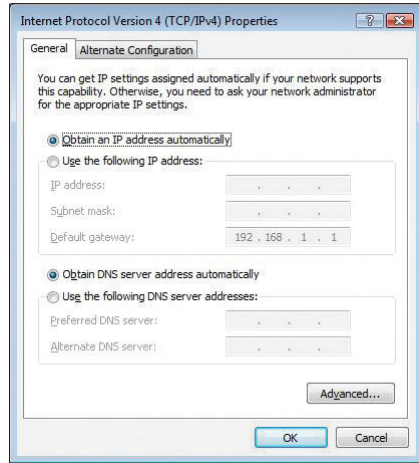 Internet Protocol Version 4 (TCP/IPv4) Properties
General
Alternate Configuration
You can get IP settings assigned automatically if your network supports
this capability. Otherwise, you need to ask your network administrator
for the appropriate IP settings.
Obtain an IP address automatically
Use the following IP address:
IP address:
. . .
Subnet mask:
. . .
Default gateway:
192 . 168 . 1 . 1
Obtain DNS server address automatically
Use the following DNS server addresses:
Preferred DNS server:
. . .
Alternate DNS server:
. . .
Advanced...
OK
Cancel